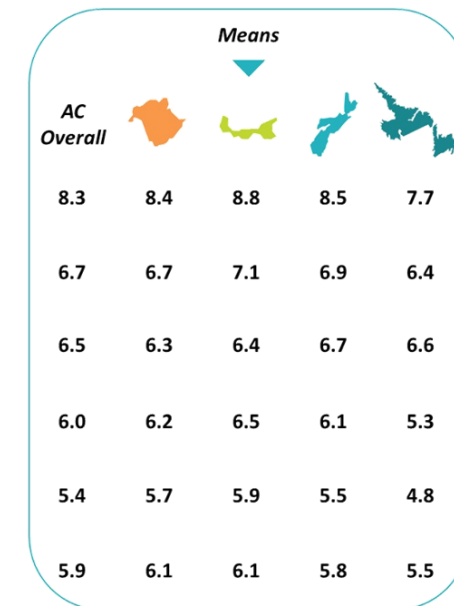 Means
AC
Overall
8.3 8.4 8.8 8.5 7.7
6.7 6.7 7.1 6.9 6.4
6.5 6.3 6.4 6.7 6.6
6.0 6.2 6.5 6.1 5.3
5.4 5.7 5.9 5.5 4.8
5.9 6.1 6.1 5.8 5.5